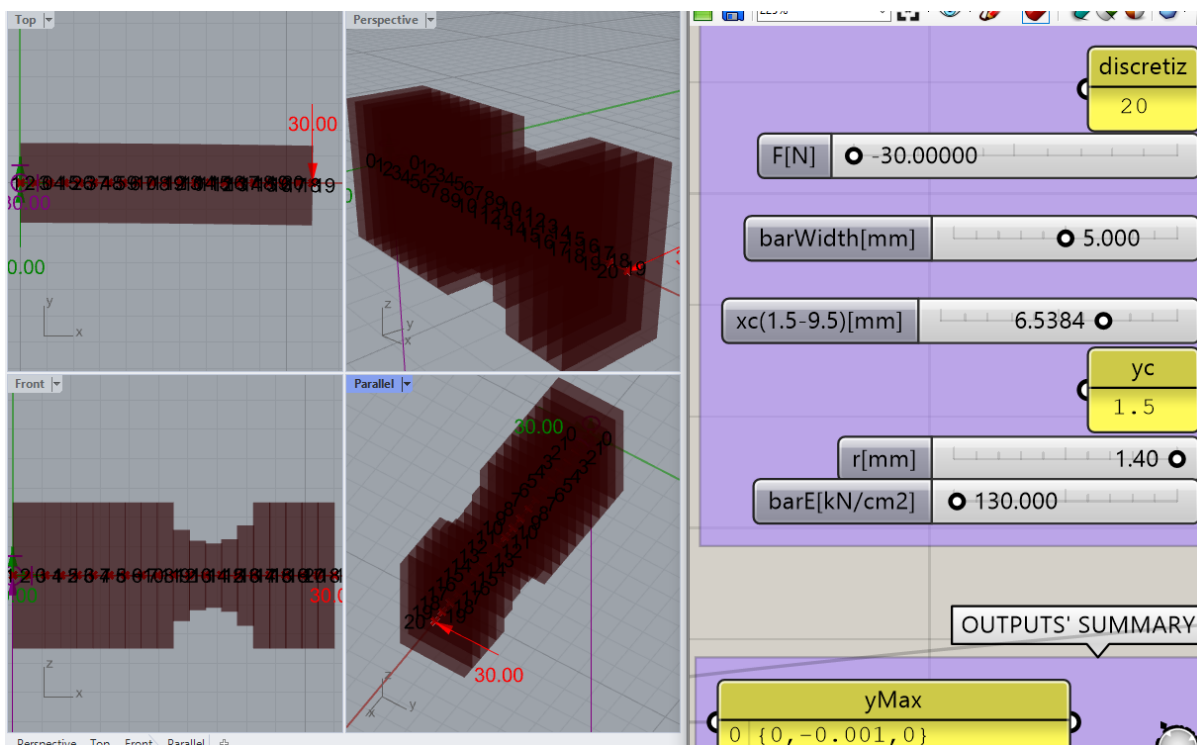 Top
Perspective
30.00
0.00
y
x
z
y
x
Front
Parallel
30.00
30.0
z
x
30.00
x
y
Perspective Top Front Parallel
discretiz
20
F[N] -30.00000
barWidth[mm] 5.000
xc(1.5-9.5)[mm] 6.5384
yc
1.5
r[mm] 1.40
barE[kN/cm2] 130.000
OUTPUTS' SUMMARY
yMax
0 {0,-0.001,0}